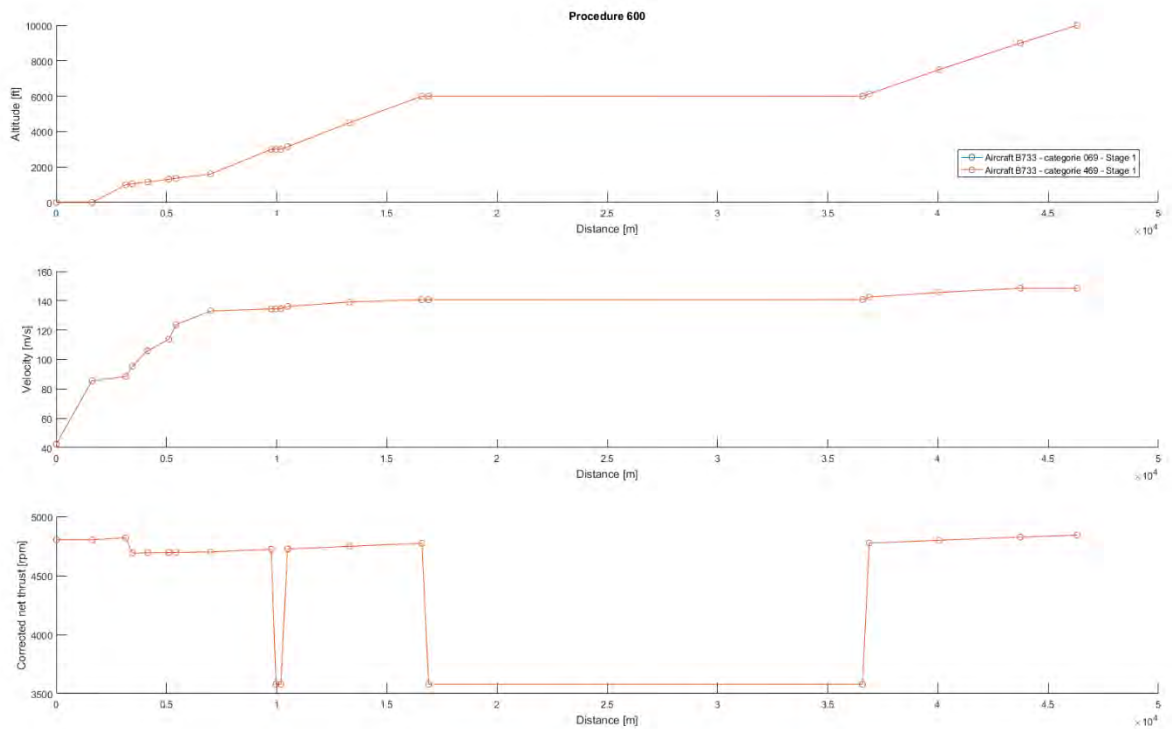 Procedure 600
10000
8000
6000
4000
2000
0
Altitude [ft]
Aircraft B733 - categorie 069 - Stage 1
Aircraft B733 - categorie 469 - Stage 1
0 0.5 1 1.5 2 2.5 3 3.5 4 4.5 5
Distance [m]
×10⁴
160
140
120
100
80
60
40
Velocity [m/s]
0 0.5 1 1.5 2 2.5 3 3.5 4 4.5 5
Distance [m]
×10⁴
5000
4500
4000
3500
Corrected net thrust [rpm]
0 0.5 1 1.5 2 2.5 3 3.5 4 4.5 5
Distance [m]
×10⁴